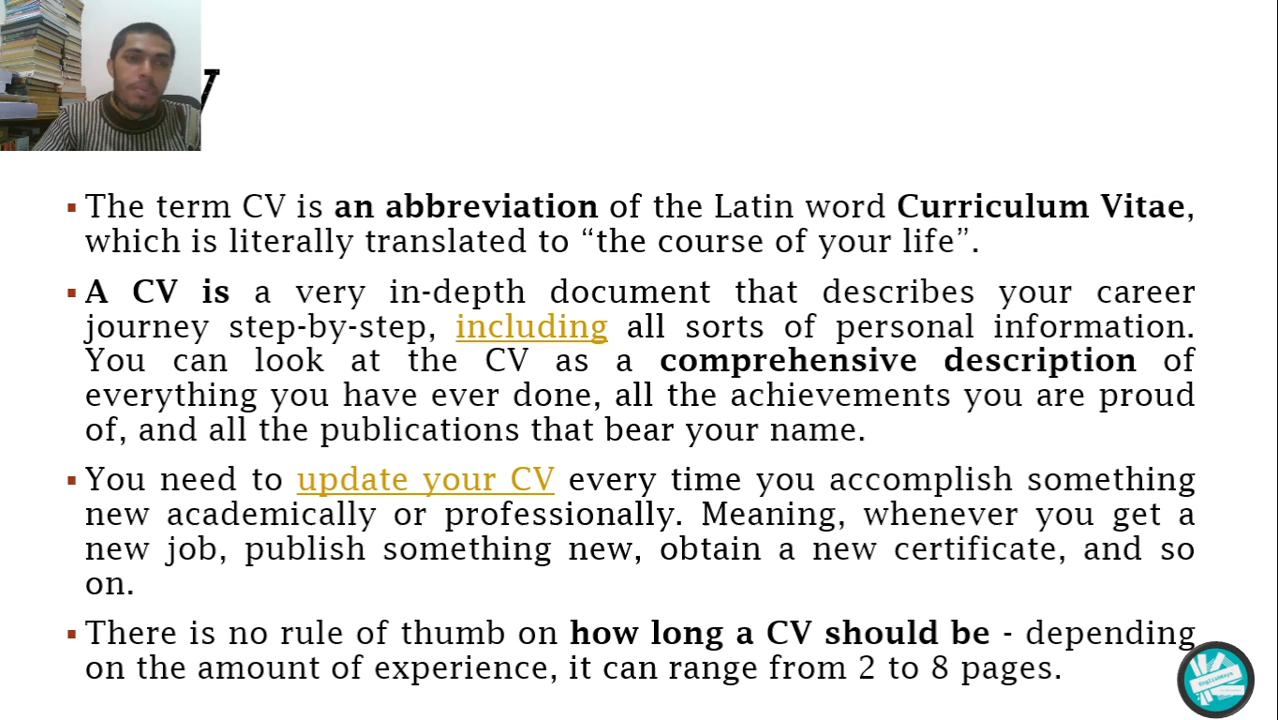 The term CV is an abbreviation of the Latin word Curriculum Vitae,
which is literally translated to “the course of your life”.
A CV is a very in-depth document that describes your career
journey step-by-step, including all sorts of personal information.
You can look at the CV as a comprehensive description of
everything you have ever done, all the achievements you are proud
of, and all the publications that bear your name.
You need to update your CV every time you accomplish something
new academically or professionally. Meaning, whenever you get a
new job, publish something new, obtain a new certificate, and so
on.
There is no rule of thumb on how long a CV should be - depending
on the amount of experience, it can range from 2 to 8 pages.